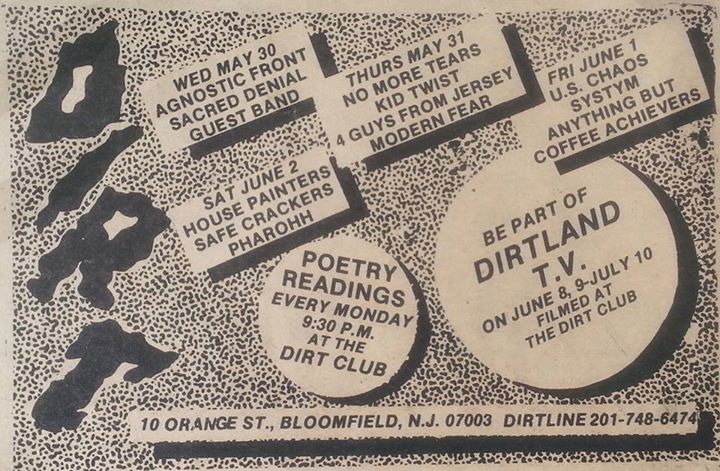 DIRT
WED MAY 30
AGNOSTIC FRONT
SACRED DENIAL
GUEST BAND
THURS MAY 31
NO MORE TEARS
KID TWIST
4 GUYS FROM JERSEY
MODERN FEAR
FRI JUNE 1
U.S. CHAOS
SYSTYM
ANYTHING BUT
COFFEE ACHIEVERS
SAT JUNE 2
HOUSE PAINTERS
SAFE CRACKERS
PHAROHH
POETRY
READINGS
EVERY MONDAY
9:30 P.M.
AT THE
DIRT CLUB
BE PART OF
DIRTLAND
T.V.
ON JUNE 8, 9-JULY 10
FILMED AT
THE DIRT CLUB
10 ORANGE ST., BLOOMFIELD, N.J. 07003 DIRTLINE 201-748-6474